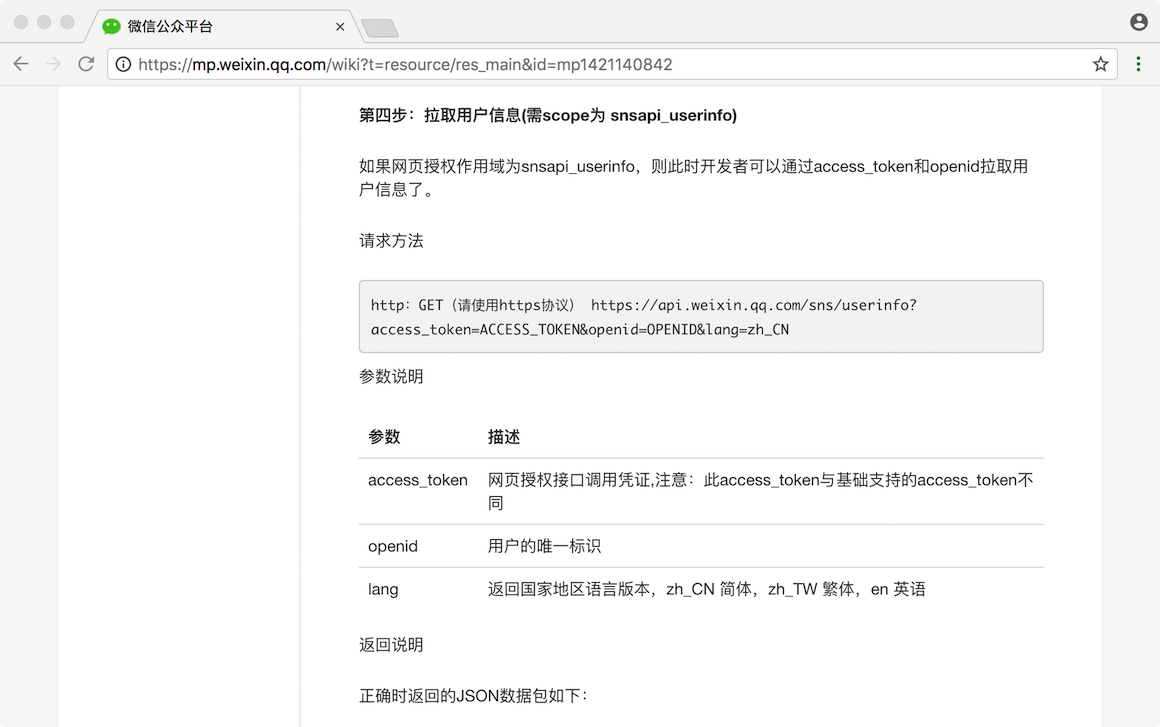 微信公众平台
https://mp.weixin.qq.com/wiki?t=resource/res_main&id=mp1421140842
第四步：拉取用户信息(需scope为 snsapi_userinfo)
如果网页授权作用域为snsapi_userinfo，则此时开发者可以通过access_token和openid拉取用
户信息了。
请求方法
http：GET（请使用https协议） https://api.weixin.qq.com/sns/userinfo?
access_token=ACCESS_TOKEN&openid=OPENID&lang=zh_CN
参数说明
参数 描述
access_token 网页授权接口调用凭证,注意：此access_token与基础支持的access_token不
同
openid 用户的唯一标识
lang 返回国家地区语言版本，zh_CN 简体，zh_TW 繁体，en 英语
返回说明
正确时返回的JSON数据包如下：